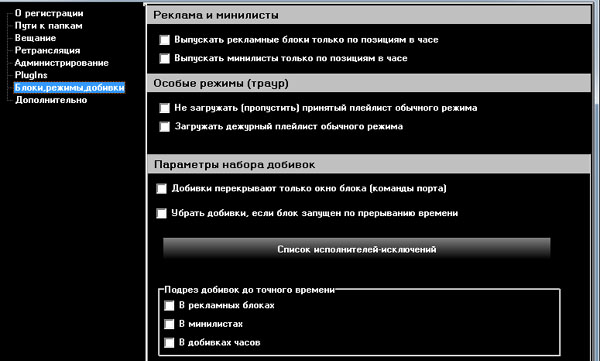 О регистрации
Пути к папкам
Вещание
Ретрансляция
Администрирование
PlugIns
Блоки,режимы,добивки
Дополнительно
Реклама и минилисты
Выпускать рекламные блоки только по позициям в часе
Выпускать минилисты только по позициям в часе
Особые режимы (траур)
Не загружать (пропустить) принятый плейлист обычного режима
Загружать дежурный плейлист обычного режима
Параметры набора добивок
Добивки перекрывают только окно блока (команды порта)
Убрать добивки, если блок запущен по прерыванию времени
Список исполнителей-исключений
Подрез добивок до точного времени
В рекламных блоках
В минилистах
В добивках часов